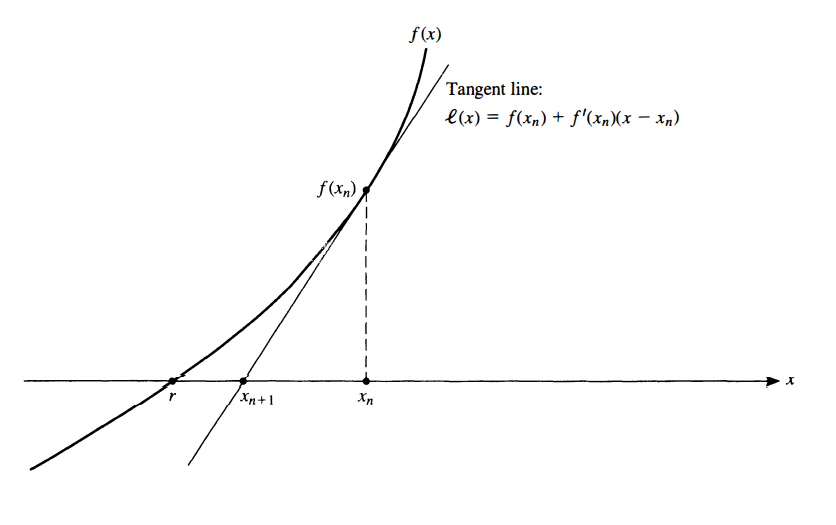 f(x)
Tangent line:
ℓ(x) = f(xₙ) + f′(xₙ)(x − xₙ)
f(xₙ)
x
r
xₙ₊₁
xₙ